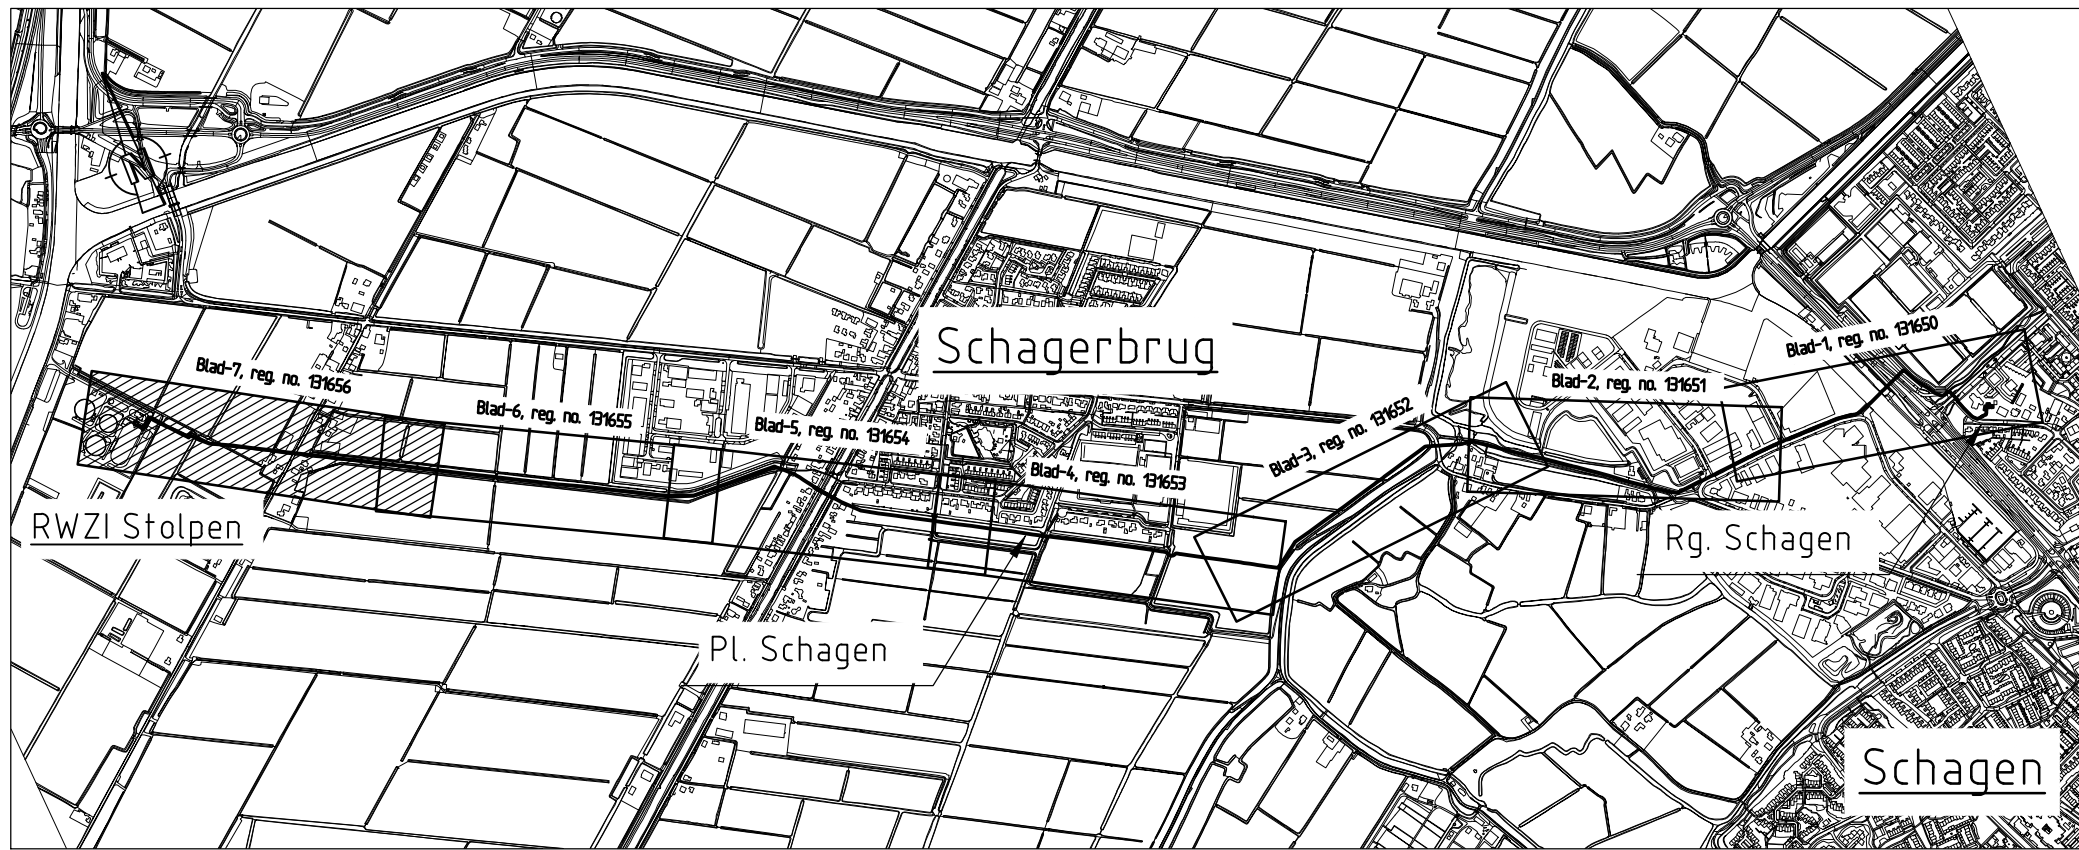 Schagerbrug
Blad-1, reg. no. 131650
Blad-7, reg. no. 131656
Blad-2, reg. no. 131651
Blad-6, reg. no. 131655
Blad-5, reg. no. 131654
Blad-3, reg. no. 131652
Blad-4, reg. no. 131653
RWZI Stolpen
Rg. Schagen
Pl. Schagen
Schagen